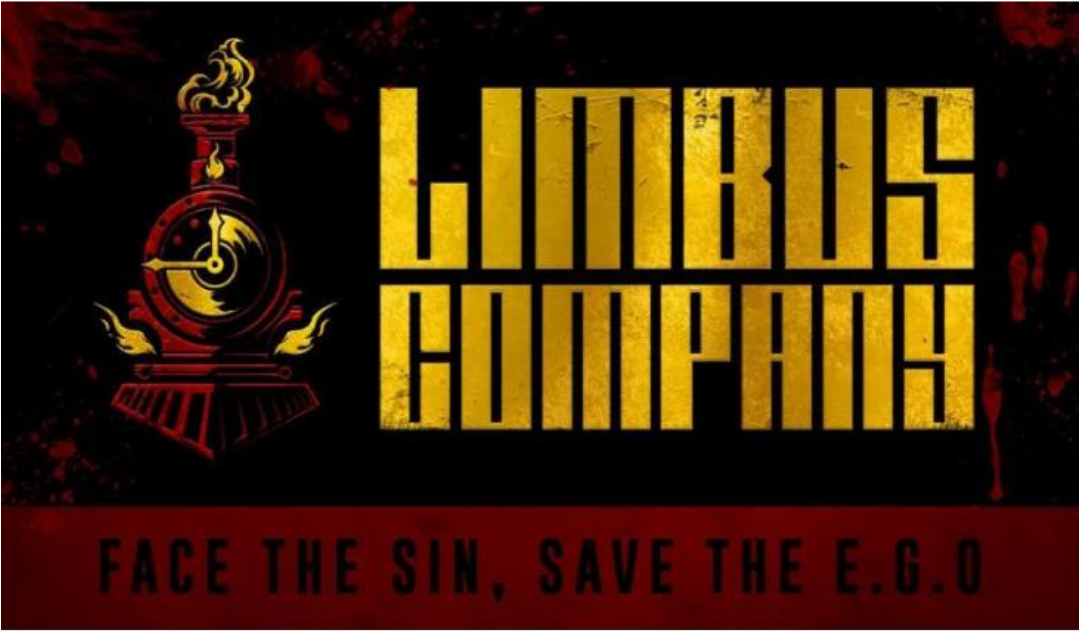 LIMBUS
COMPANY
FACE THE SIN, SAVE THE E.G.O